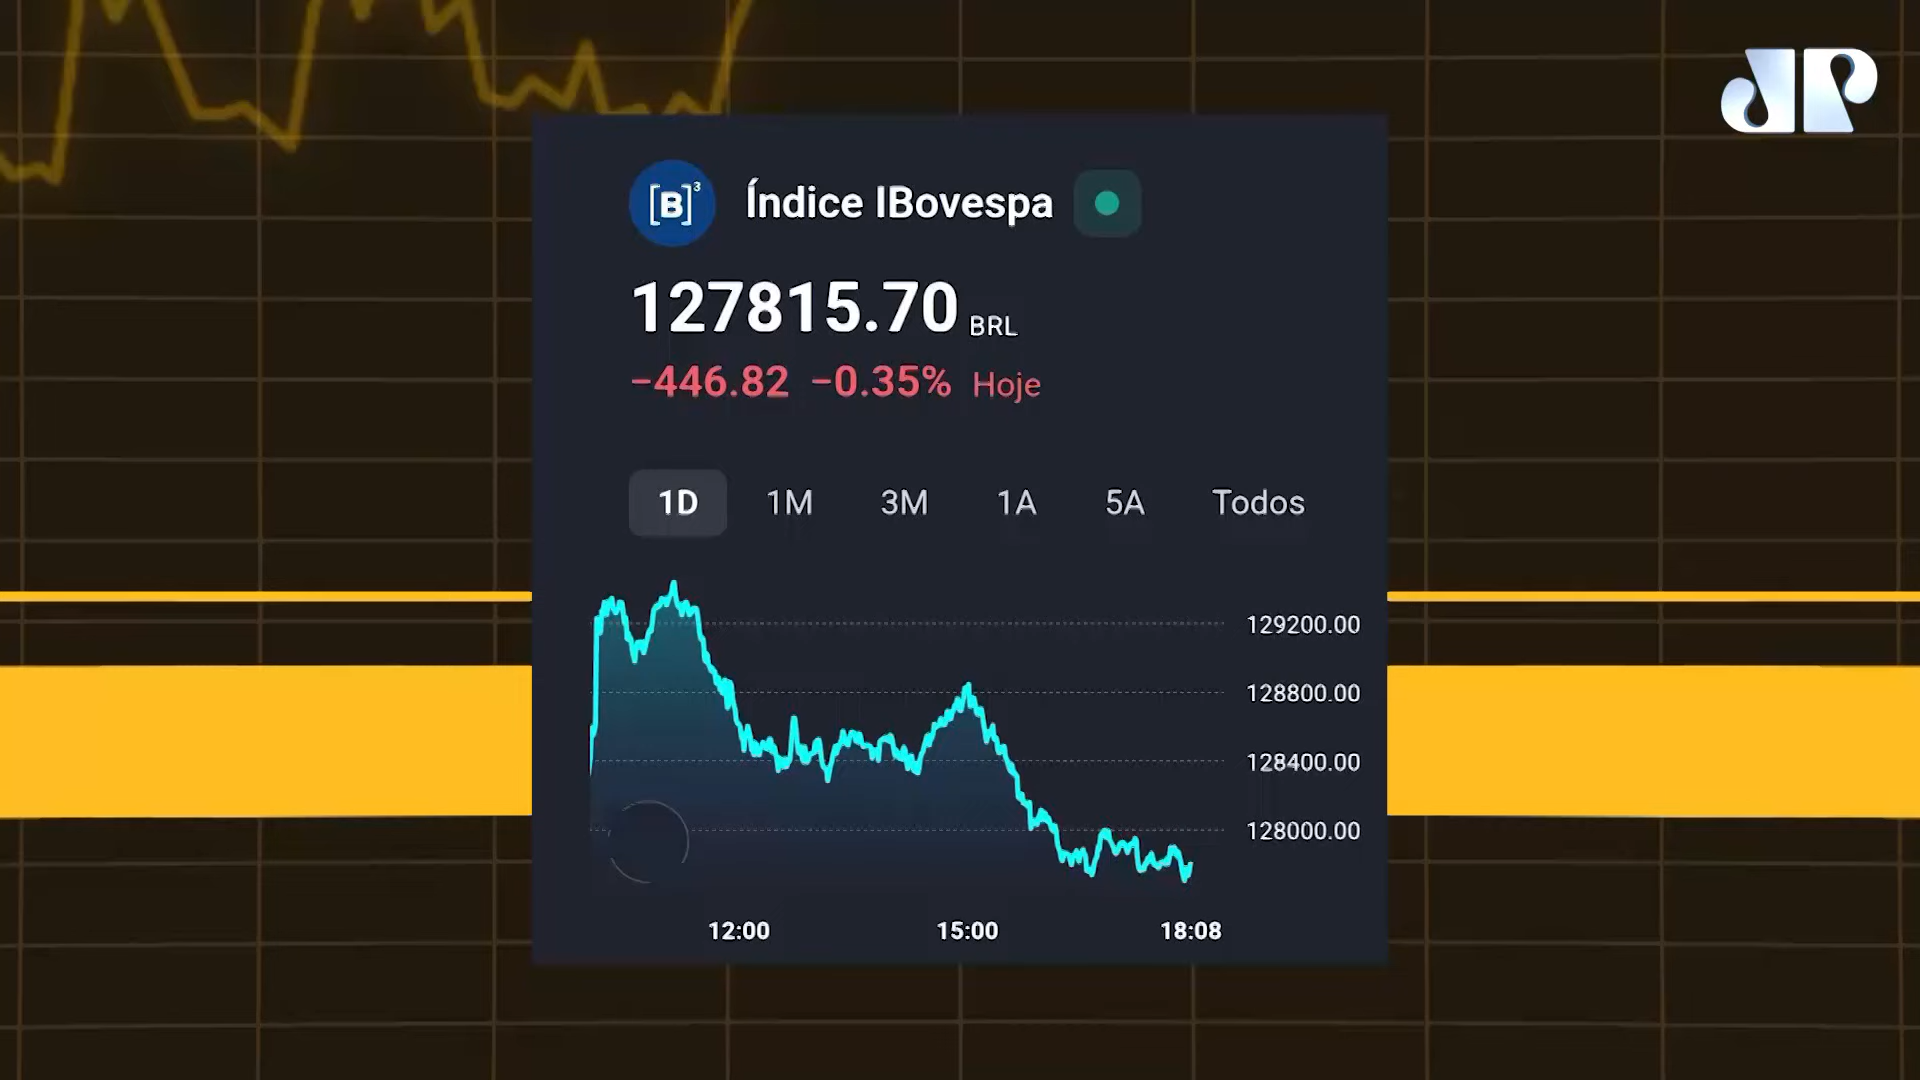 JP
[B]³ Índice IBovespa
127815.70 BRL
−446.82 −0.35% Hoje
1D 1M 3M 1A 5A Todos
129200.00
128800.00
128400.00
128000.00
12:00 15:00 18:08